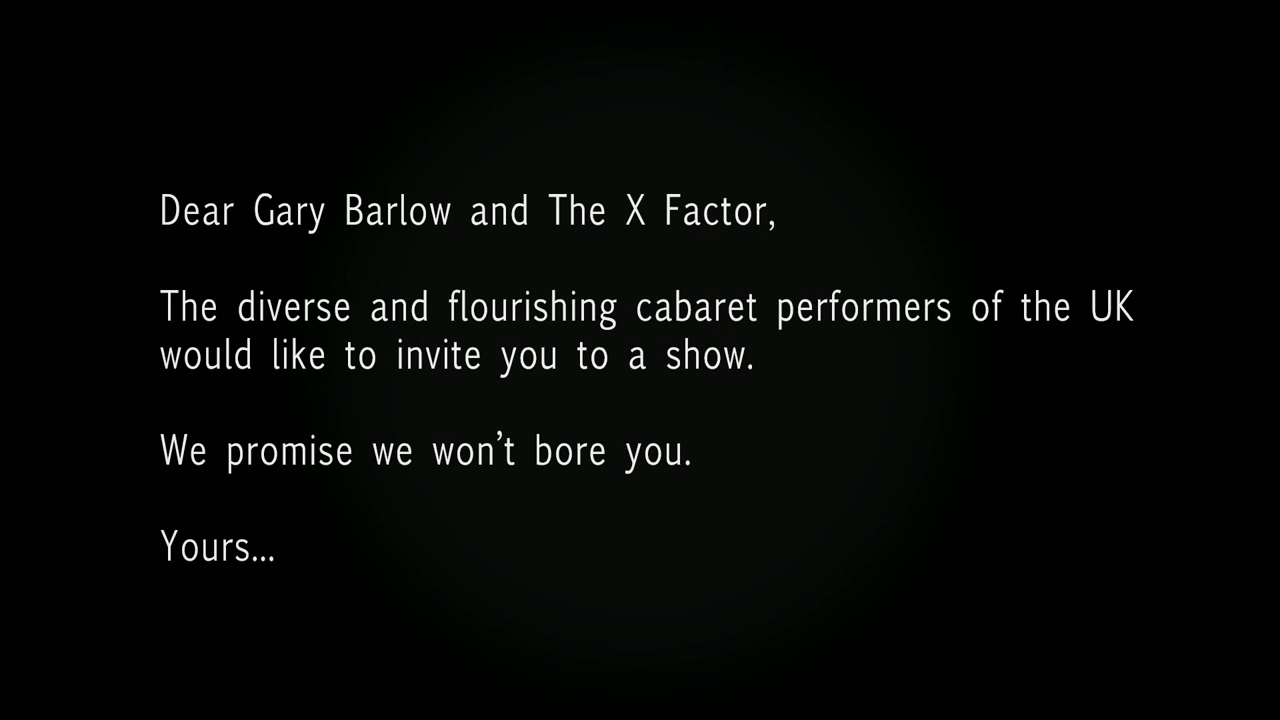 Dear Gary Barlow and The X Factor,
The diverse and flourishing cabaret performers of the UK
would like to invite you to a show.
We promise we won’t bore you.
Yours...